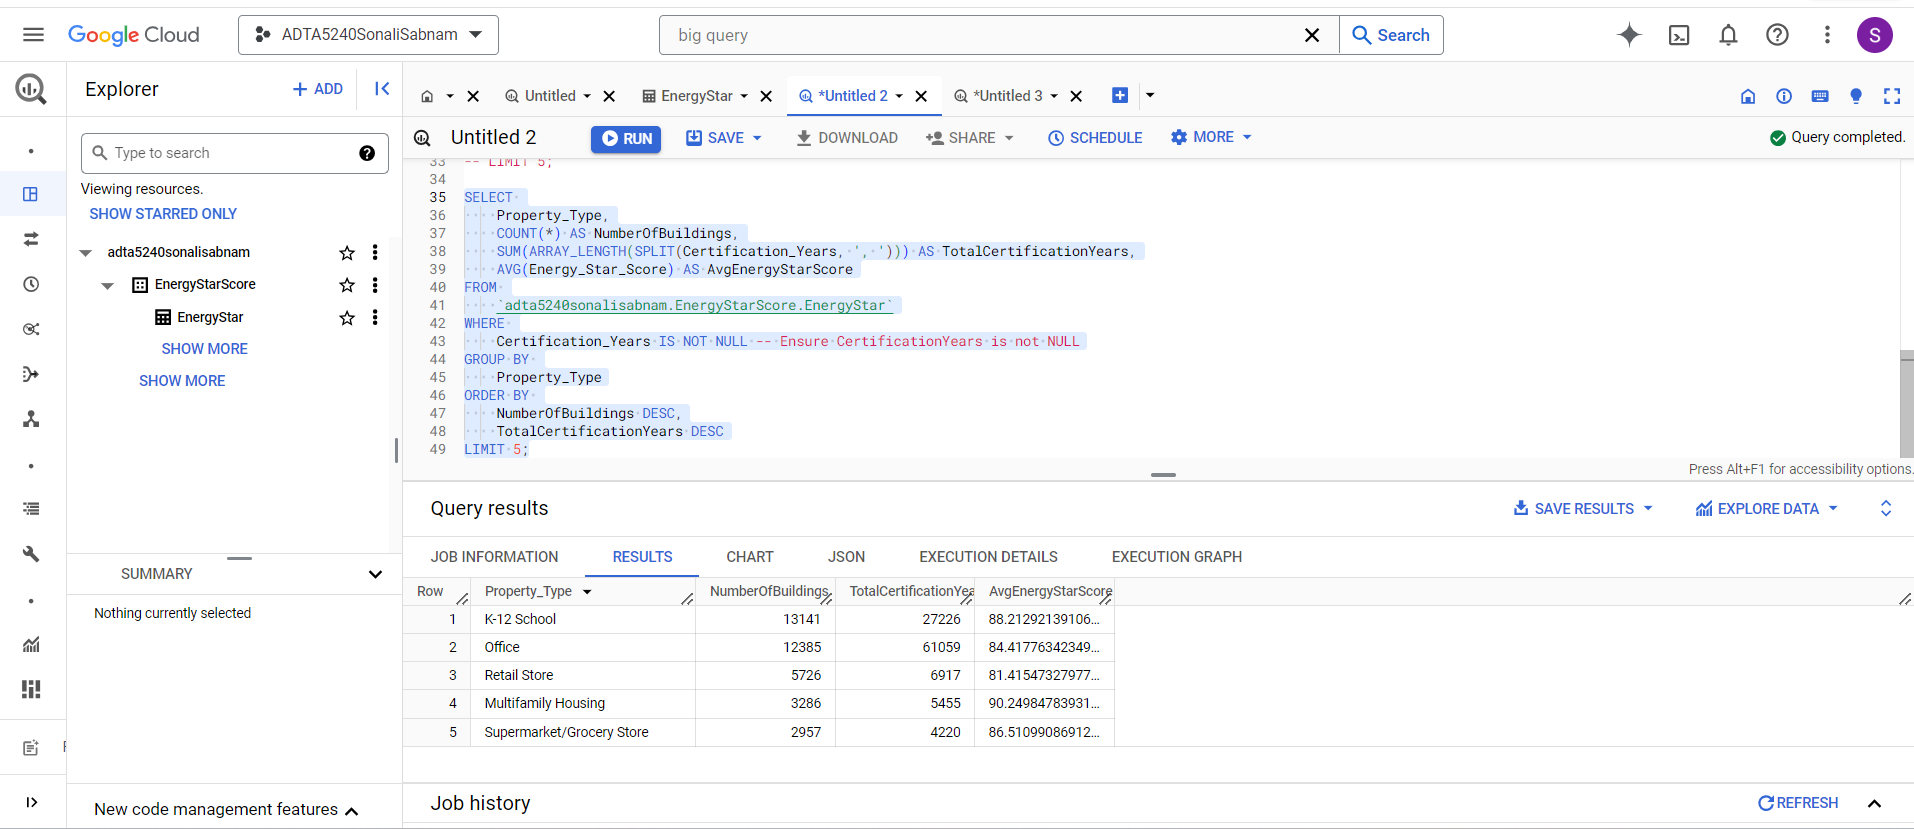 Google Cloud
ADTA5240SonaliSabnam
big query
Search
S
Explorer
ADD
Untitled
EnergyStar
*Untitled 2
*Untitled 3
Untitled 2
RUN
SAVE
DOWNLOAD
SHARE
SCHEDULE
MORE
Query completed.
Type to search
Viewing resources.
SHOW STARRED ONLY
adta5240sonalisabnam
EnergyStarScore
EnergyStar
SHOW MORE
SHOW MORE
SUMMARY
Nothing currently selected
New code management features
33 -- LIMIT 5;
34
35 SELECT
36 Property_Type,
37 COUNT(*) AS NumberOfBuildings,
38 SUM(ARRAY_LENGTH(SPLIT(Certification_Years, ', '))) AS TotalCertificationYears,
39 AVG(Energy_Star_Score) AS AvgEnergyStarScore
40 FROM
41 `adta5240sonalisabnam.EnergyStarScore.EnergyStar`
42 WHERE
43 Certification_Years IS NOT NULL -- Ensure CertificationYears is not NULL
44 GROUP BY
45 Property_Type
46 ORDER BY
47 NumberOfBuildings DESC,
48 TotalCertificationYears DESC
49 LIMIT 5;
Press Alt+F1 for accessibility options.
Query results
SAVE RESULTS
EXPLORE DATA
JOB INFORMATION RESULTS CHART JSON EXECUTION DETAILS EXECUTION GRAPH
Row Property_Type NumberOfBuildings TotalCertificationYea AvgEnergyStarScore
1 K-12 School 13141 27226 88.21292139106...
2 Office 12385 61059 84.41776342349...
3 Retail Store 5726 6917 81.41547327977...
4 Multifamily Housing 3286 5455 90.24984783931...
5 Supermarket/Grocery Store 2957 4220 86.51099086912...
Job history
REFRESH